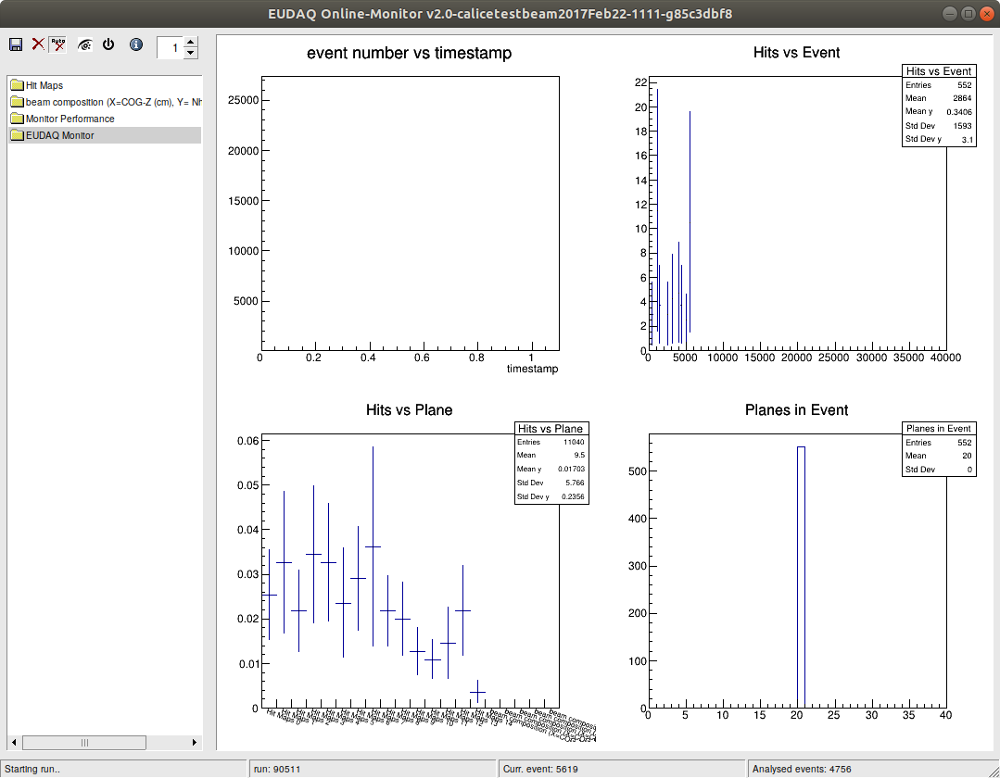 EUDAQ Online-Monitor v2.0-calicetestbeam2017Feb22-1111-g85c3dbf8
Auto
1
Hit Maps
beam composition (X=COG-Z (cm), Y= Nh
Monitor Performance
EUDAQ Monitor
event number vs timestamp
25000
20000
15000
10000
5000
0 0.2 0.4 0.6 0.8 1
timestamp
Hits vs Event
Hits vs Event
Entries 552
Mean 2864
Mean y 0.3406
Std Dev 1593
Std Dev y 3.1
22
20
18
16
14
12
10
8
6
4
2
0
0 5000 10000 15000 20000 25000 30000 35000 40000
Hits vs Plane
Hits vs Plane
Entries 11040
Mean 9.5
Mean y 0.01703
Std Dev 5.766
Std Dev y 0.2356
0.06
0.05
0.04
0.03
0.02
0.01
0
Planes in Event
Planes in Event
Entries 552
Mean 20
Std Dev 0
500
400
300
200
100
0
0 5 10 15 20 25 30 35 40
Starting run..
run: 90511
Curr. event: 5619
Analysed events: 4756